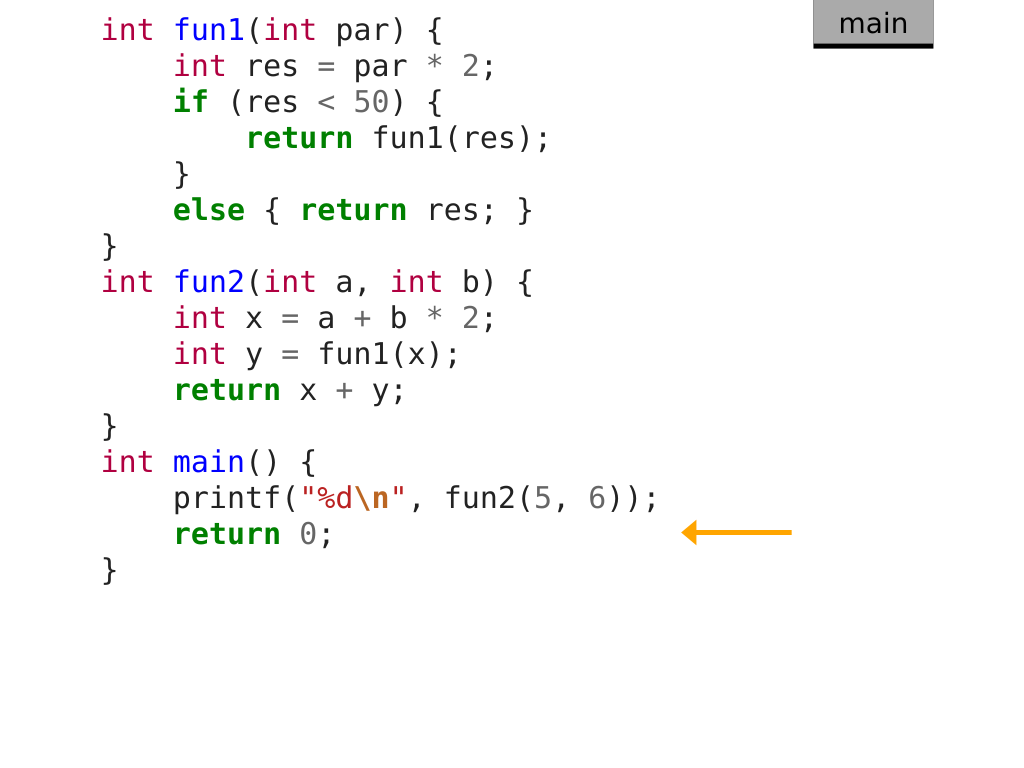 int fun1(int par) {
    int res = par * 2;
    if (res < 50) {
        return fun1(res);
    }
    else { return res; }
}
int fun2(int a, int b) {
    int x = a + b * 2;
    int y = fun1(x);
    return x + y;
}
int main() {
    printf("%d\n", fun2(5, 6));
    return 0;
}
main